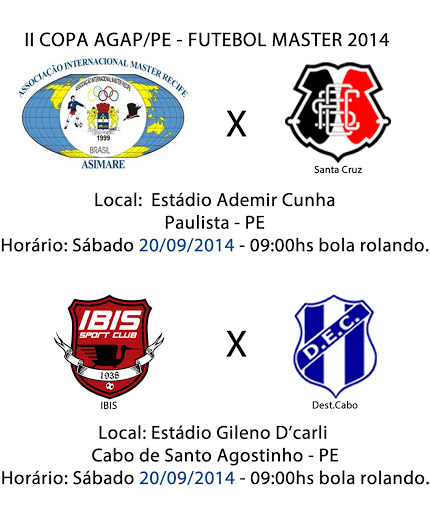 II COPA AGAP/PE - FUTEBOL MASTER 2014
ASSOCIAÇÃO INTERNACIONAL MASTER RECIFE
1999
BRASIL
ASIMARE
X
Santa Cruz
Local: Estádio Ademir Cunha
Paulista - PE
Horário: Sábado 20/09/2014 - 09:00hs bola rolando.
IBIS
SPORT CLUB
1938
IBIS
X
D.E.C.
Dest.Cabo
Local: Estádio Gileno D’carli
Cabo de Santo Agostinho - PE
Horário: Sábado 20/09/2014 - 09:00hs bola rolando.